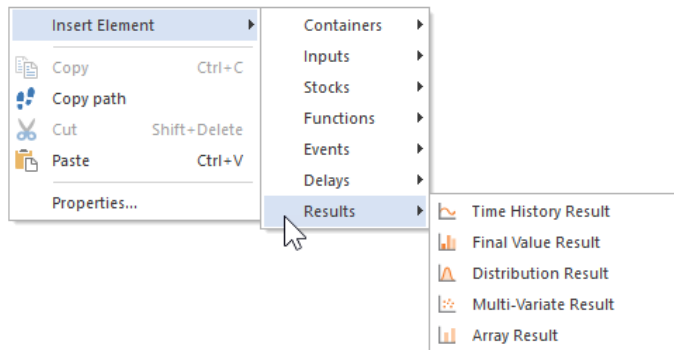 Insert Element
Copy Ctrl+C
Copy path
Cut Shift+Delete
Paste Ctrl+V
Properties...
Containers
Inputs
Stocks
Functions
Events
Delays
Results
Time History Result
Final Value Result
Distribution Result
Multi-Variate Result
Array Result